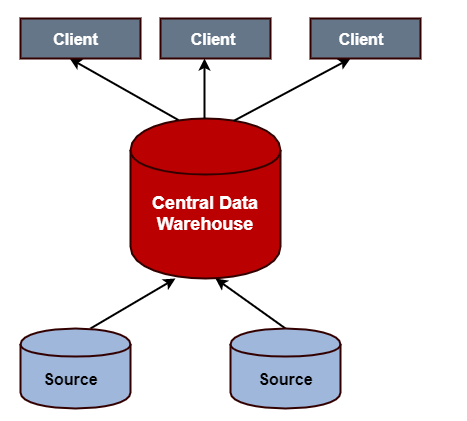 Client
Client
Client
Central Data
Warehouse
Source
Source